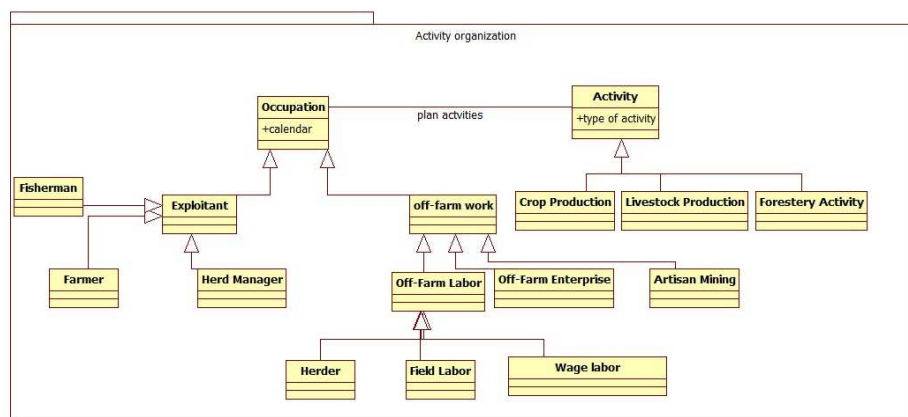 Activity organization
Activity
+type of activity
Occupation
+calendar
plan actvities
Fisherman
Exploitant
off-farm work
Crop Production
Livestock Production
Forestery Activity
Farmer
Herd Manager
Off-Farm Labor
Off-Farm Enterprise
Artisan Mining
Herder
Field Labor
Wage labor